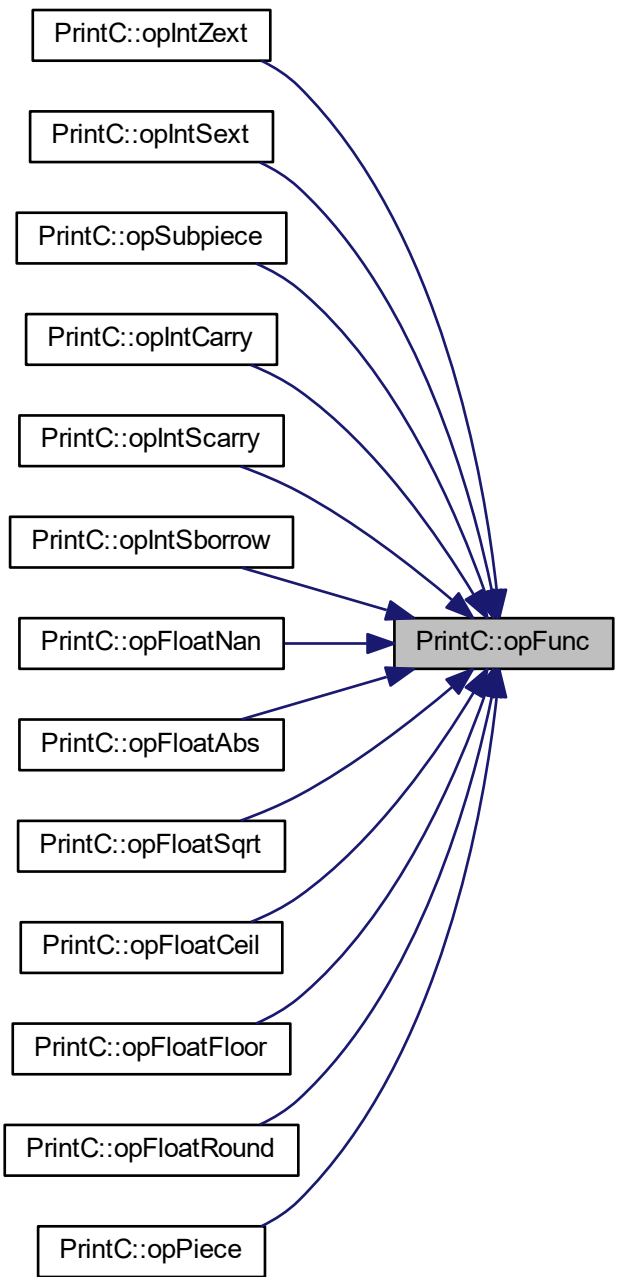 PrintC::opIntZext
PrintC::opIntSext
PrintC::opSubpiece
PrintC::opIntCarry
PrintC::opIntScarry
PrintC::opIntSborrow
PrintC::opFloatNan
PrintC::opFunc
PrintC::opFloatAbs
PrintC::opFloatSqrt
PrintC::opFloatCeil
PrintC::opFloatFloor
PrintC::opFloatRound
PrintC::opPiece